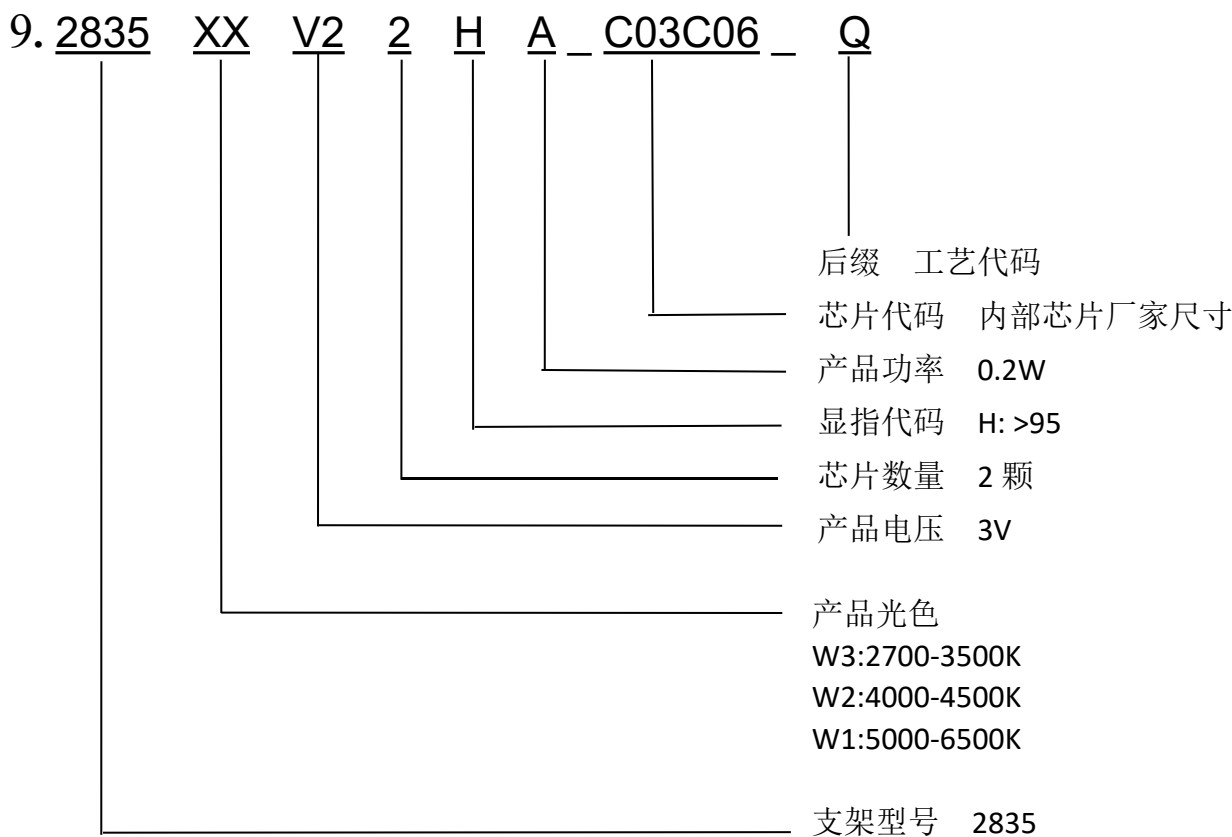 9. 2835 XX V2 2 H A _ C03C06 _ Q
后缀 工艺代码
芯片代码 内部芯片厂家尺寸
产品功率 0.2W
显指代码 H: >95
芯片数量 2 颗
产品电压 3V
产品光色
W3:2700-3500K
W2:4000-4500K
W1:5000-6500K
支架型号 2835